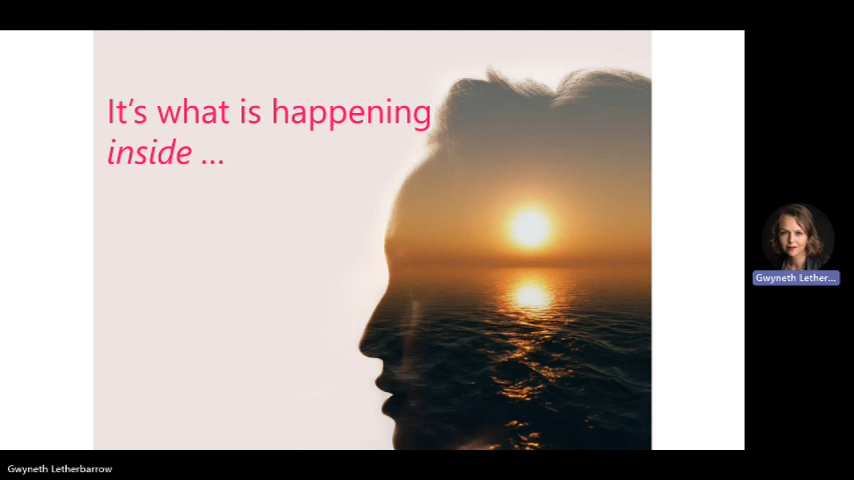 It's what is happening
inside ...
Gwyneth Lether...
Gwyneth Letherbarrow